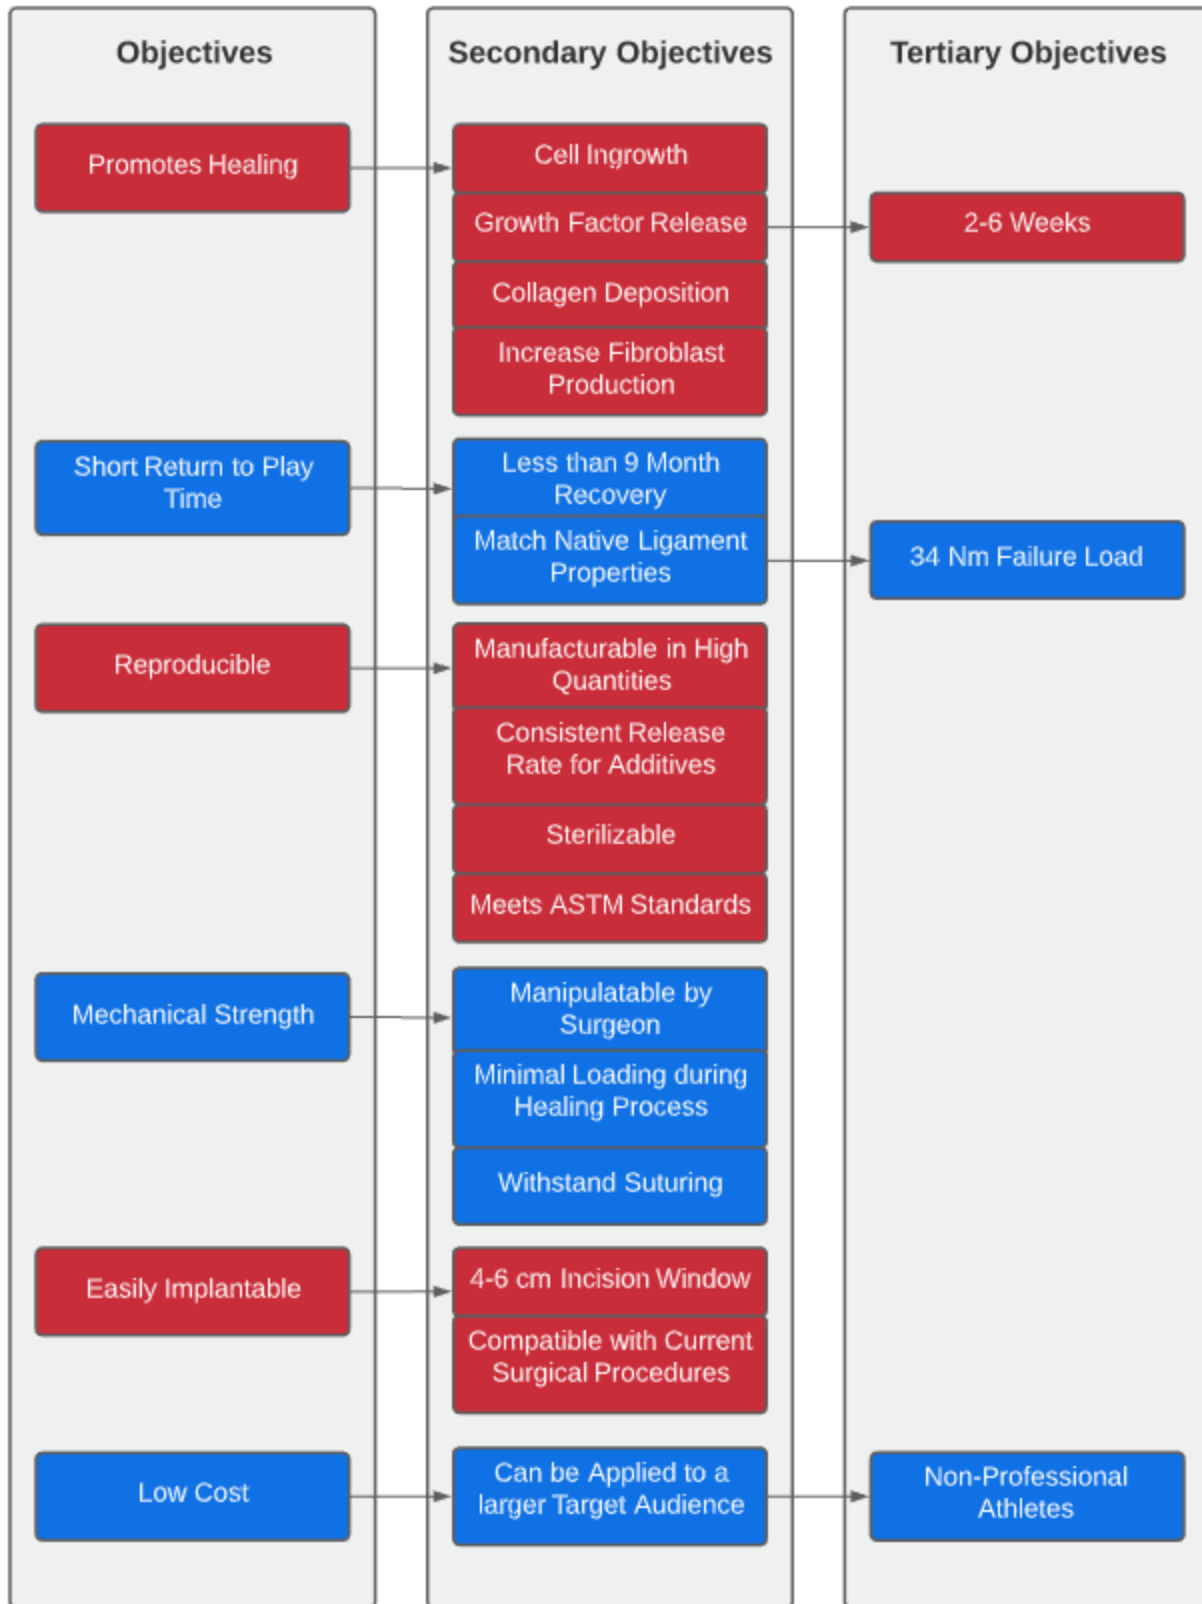 Objectives
Secondary Objectives
Tertiary Objectives
Promotes Healing
Cell Ingrowth
Growth Factor Release
2-6 Weeks
Collagen Deposition
Increase Fibroblast
Production
Short Return to Play
Time
Less than 9 Month
Recovery
Match Native Ligament
Properties
34 Nm Failure Load
Reproducible
Manufacturable in High
Quantities
Consistent Release
Rate for Additives
Sterilizable
Meets ASTM Standards
Mechanical Strength
Manipulatable by
Surgeon
Minimal Loading during
Healing Process
Withstand Suturing
Easily Implantable
4-6 cm Incision Window
Compatible with Current
Surgical Procedures
Low Cost
Can be Applied to a
larger Target Audience
Non-Professional
Athletes